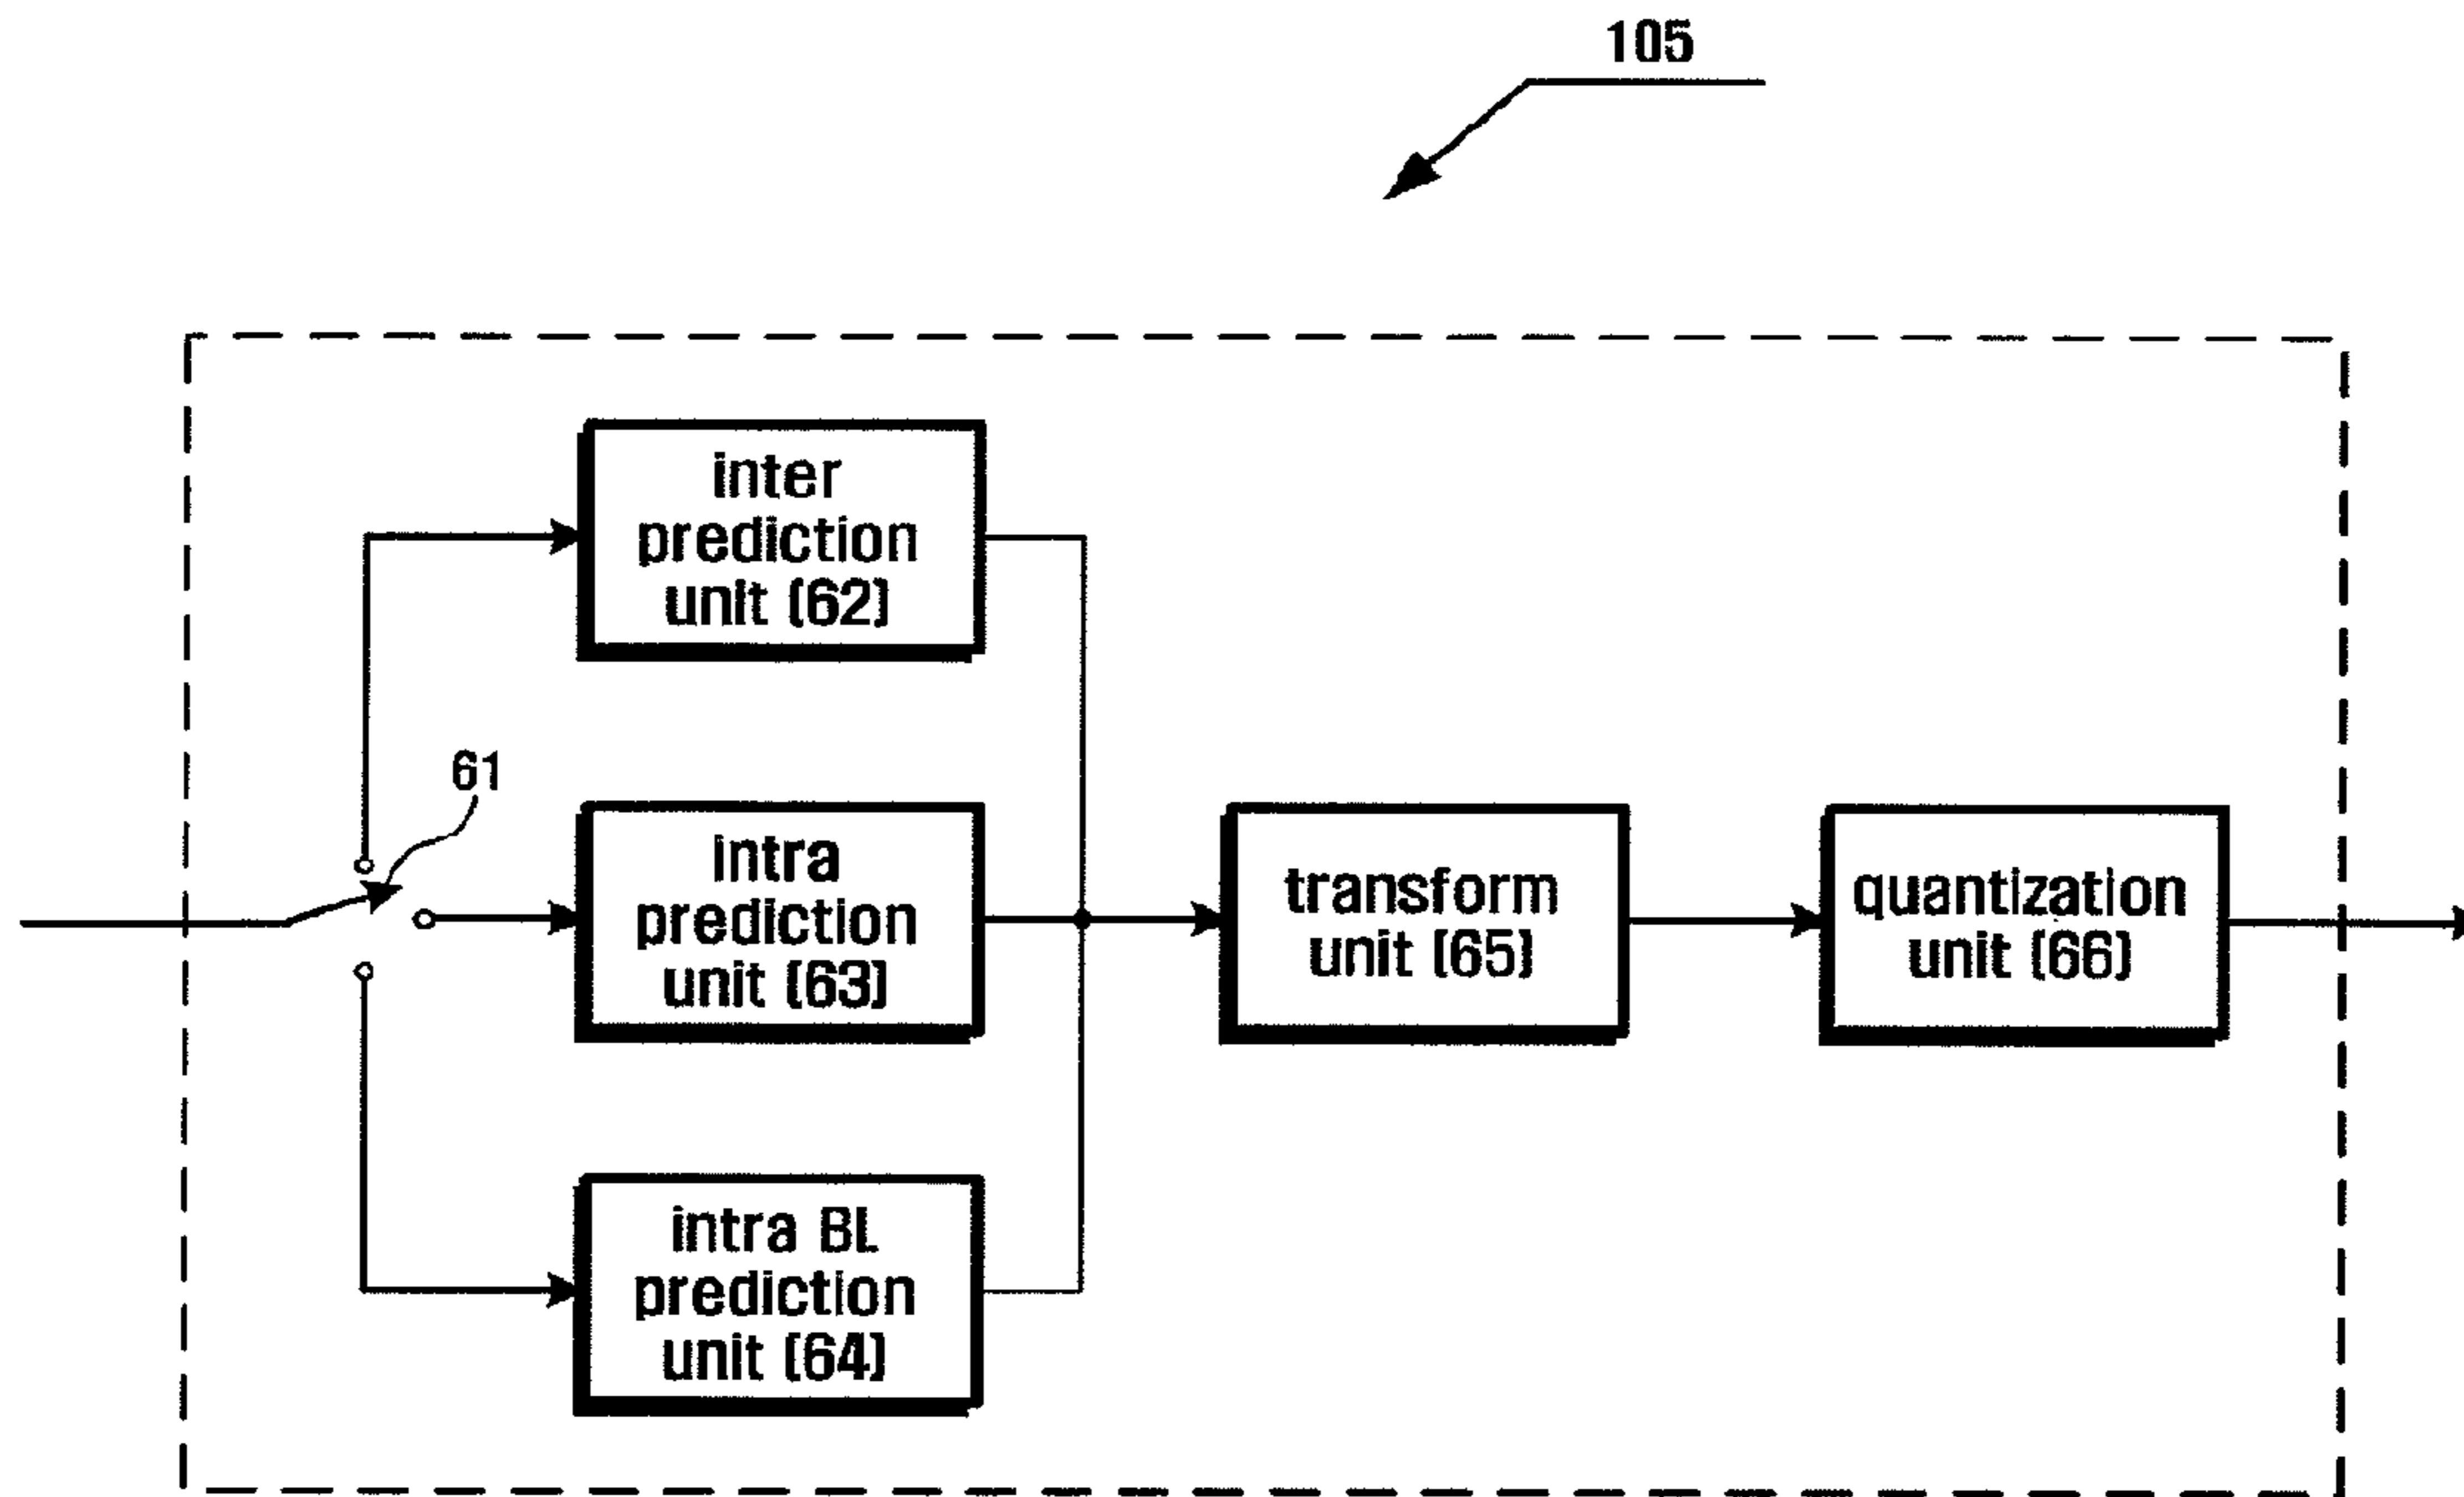 105
inter
prediction
unit (62)
61
intra
prediction
unit (63)
transform
unit (65)
quantization
unit (66)
intra BL
prediction
unit (64)